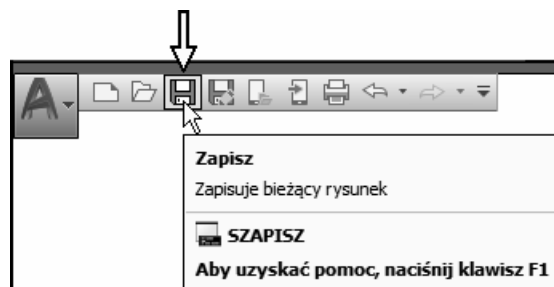 Zapisz
Zapisuje bieżący rysunek
SZAPISZ
Aby uzyskać pomoc, naciśnij klawisz F1